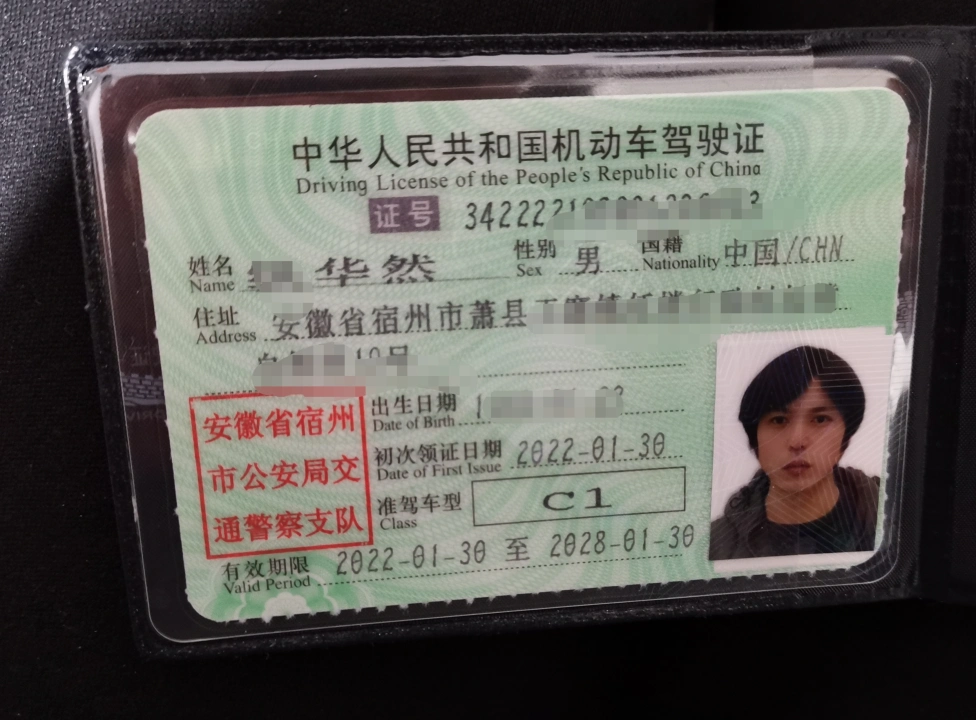 中华人民共和国机动车驾驶证
Driving License of the People's Republic of China
证号 342222
姓名 华然 性别 男 国籍 中国/CHN
Name Sex Nationality
住址 安徽省宿州市萧县
Address
10号
出生日期
Date of Birth
初次领证日期 2022-01-30
Date of First Issue
准驾车型 C1
Class
安徽省宿州
市公安局交
通警察支队
有效期限 2022-01-30 至 2028-01-30
Valid Period